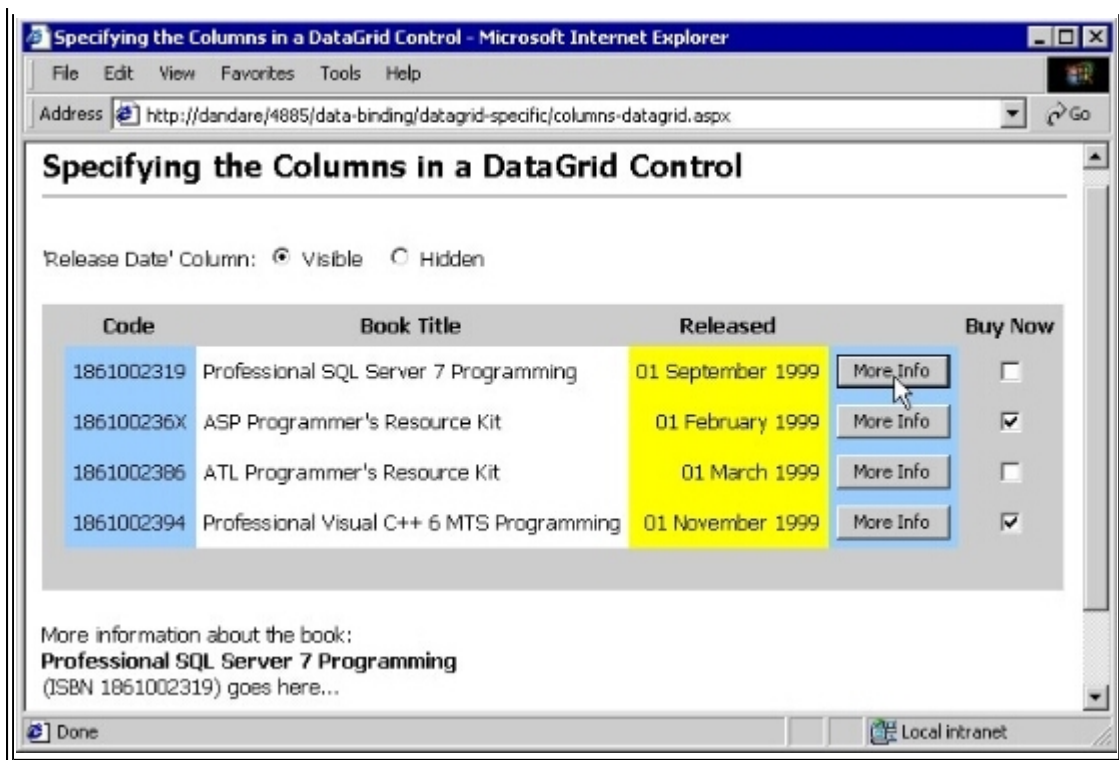 Specifying the Columns in a DataGrid Control - Microsoft Internet Explorer
File Edit View Favorites Tools Help
Address http://dandare/4885/data-binding/datagrid-specific/columns-datagrid.aspx Go
Specifying the Columns in a DataGrid Control
'Release Date' Column: Visible Hidden
Code Book Title Released Buy Now
1861002319 Professional SQL Server 7 Programming 01 September 1999 More Info
186100236X ASP Programmer's Resource Kit 01 February 1999 More Info
1861002386 ATL Programmer's Resource Kit 01 March 1999 More Info
1861002394 Professional Visual C++ 6 MTS Programming 01 November 1999 More Info
More information about the book:
Professional SQL Server 7 Programming
(ISBN 1861002319) goes here...
Done Local intranet